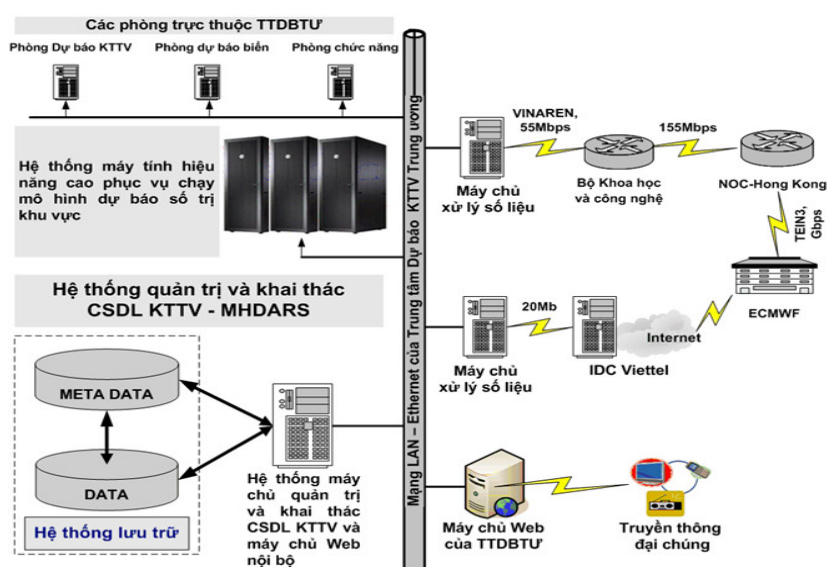 Các phòng trực thuộc TTDBTƯ
Phòng Dự báo KTTV
Phòng dự báo biển
Phòng chức năng
Hệ thống máy tính hiệu
năng cao phục vụ chạy
mô hình dự báo số trị
khu vực
Hệ thống quản trị và khai thác
CSDL KTTV - MHDARS
META DATA
DATA
Hệ thống lưu trữ
Hệ thống máy
chủ quản trị
và khai thác
CSDL KTTV và
máy chủ Web
nội bộ
Mạng LAN – Ethernet của Trung tâm Dự báo KTTV Trung ương
VINAREN,
55Mbps
155Mbps
Máy chủ
xử lý số liệu
Bộ Khoa học
và công nghệ
NOC-Hong Kong
TEIN3,
Gbps
ECMWF
20Mb
Internet
Máy chủ
xử lý số liệu
IDC Viettel
Máy chủ Web
của TTDBTƯ
Truyền thông
đại chúng